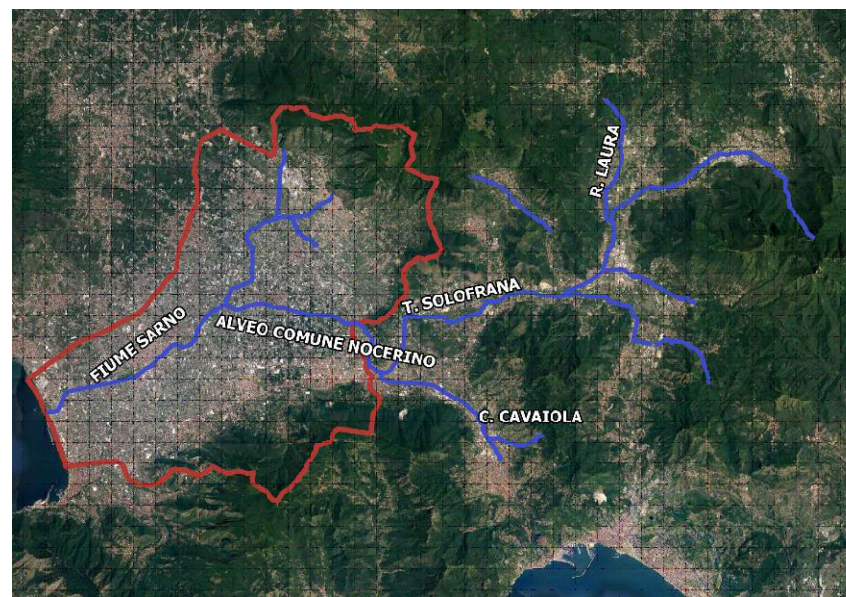 R. LAURA
T. SOLOFRANA
FIUME SARNO
ALVEO COMUNE NOCERINO
C. CAVAIOLA